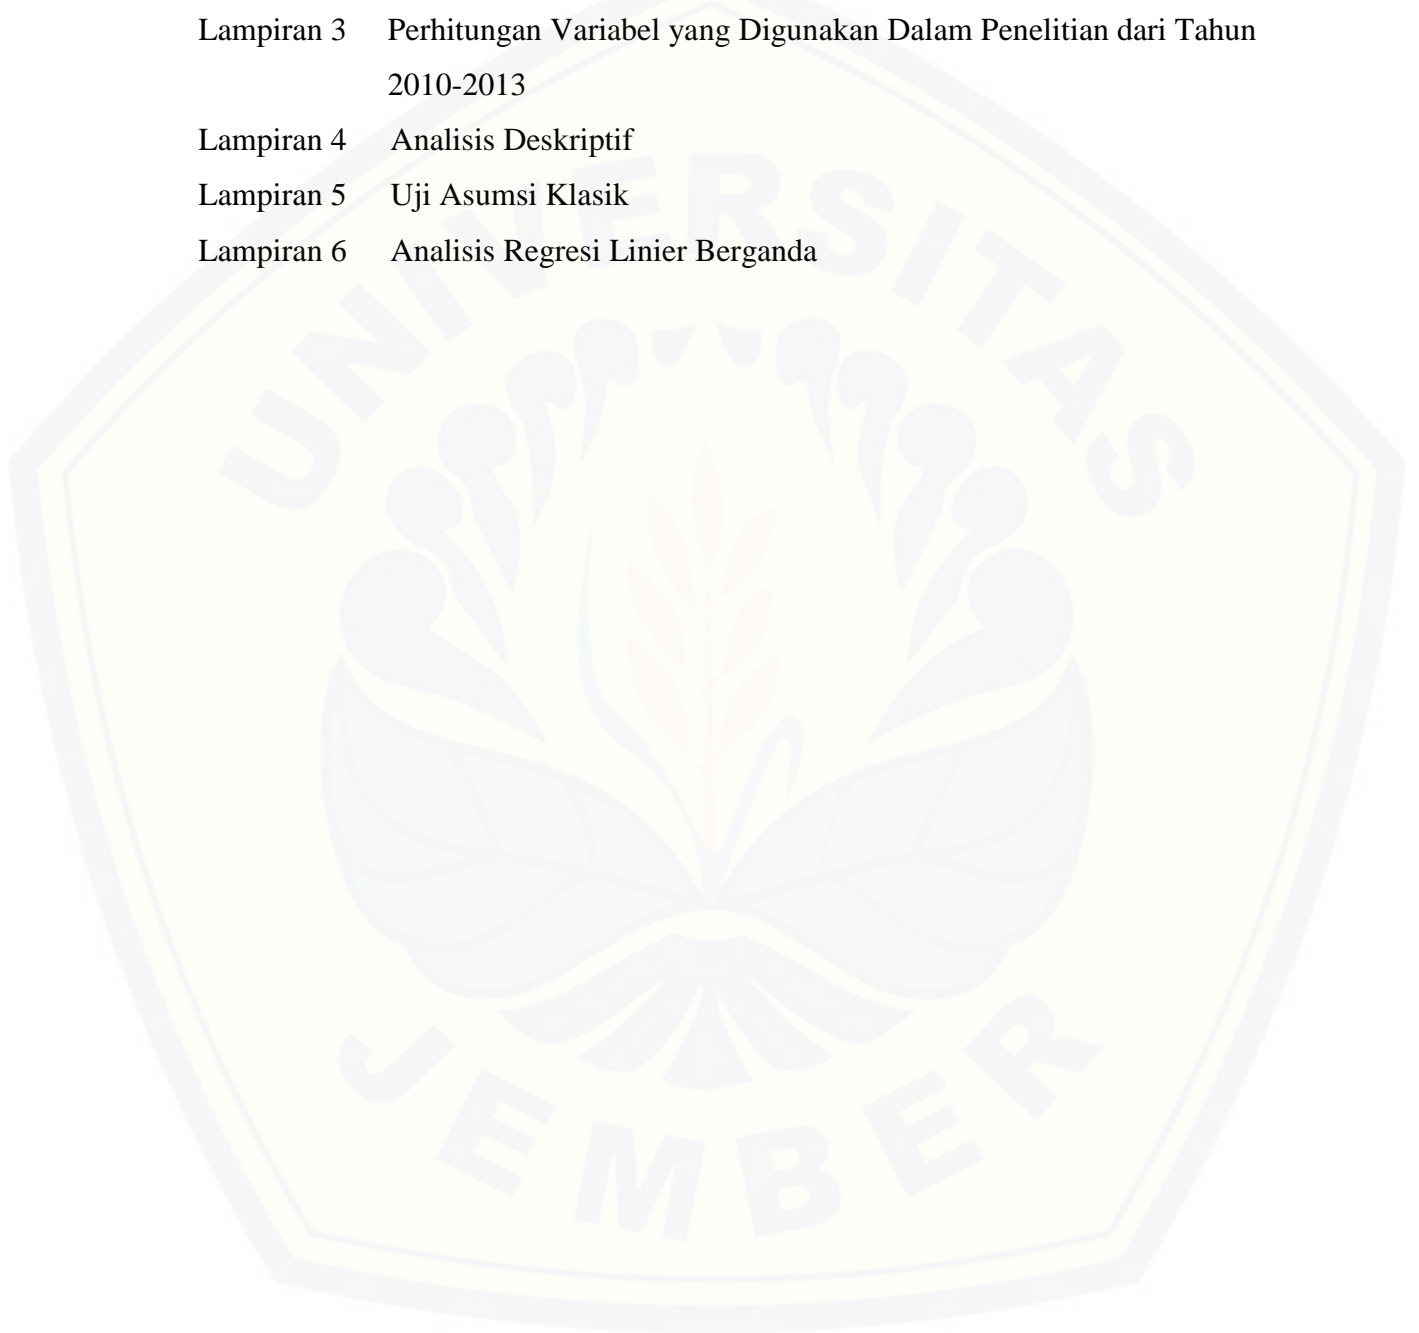 Lampiran 3 Perhitungan Variabel yang Digunakan Dalam Penelitian dari Tahun
2010-2013
Lampiran 4 Analisis Deskriptif
Lampiran 5 Uji Asumsi Klasik
Lampiran 6 Analisis Regresi Linier Berganda
UNIVERSITAS
JEMBER